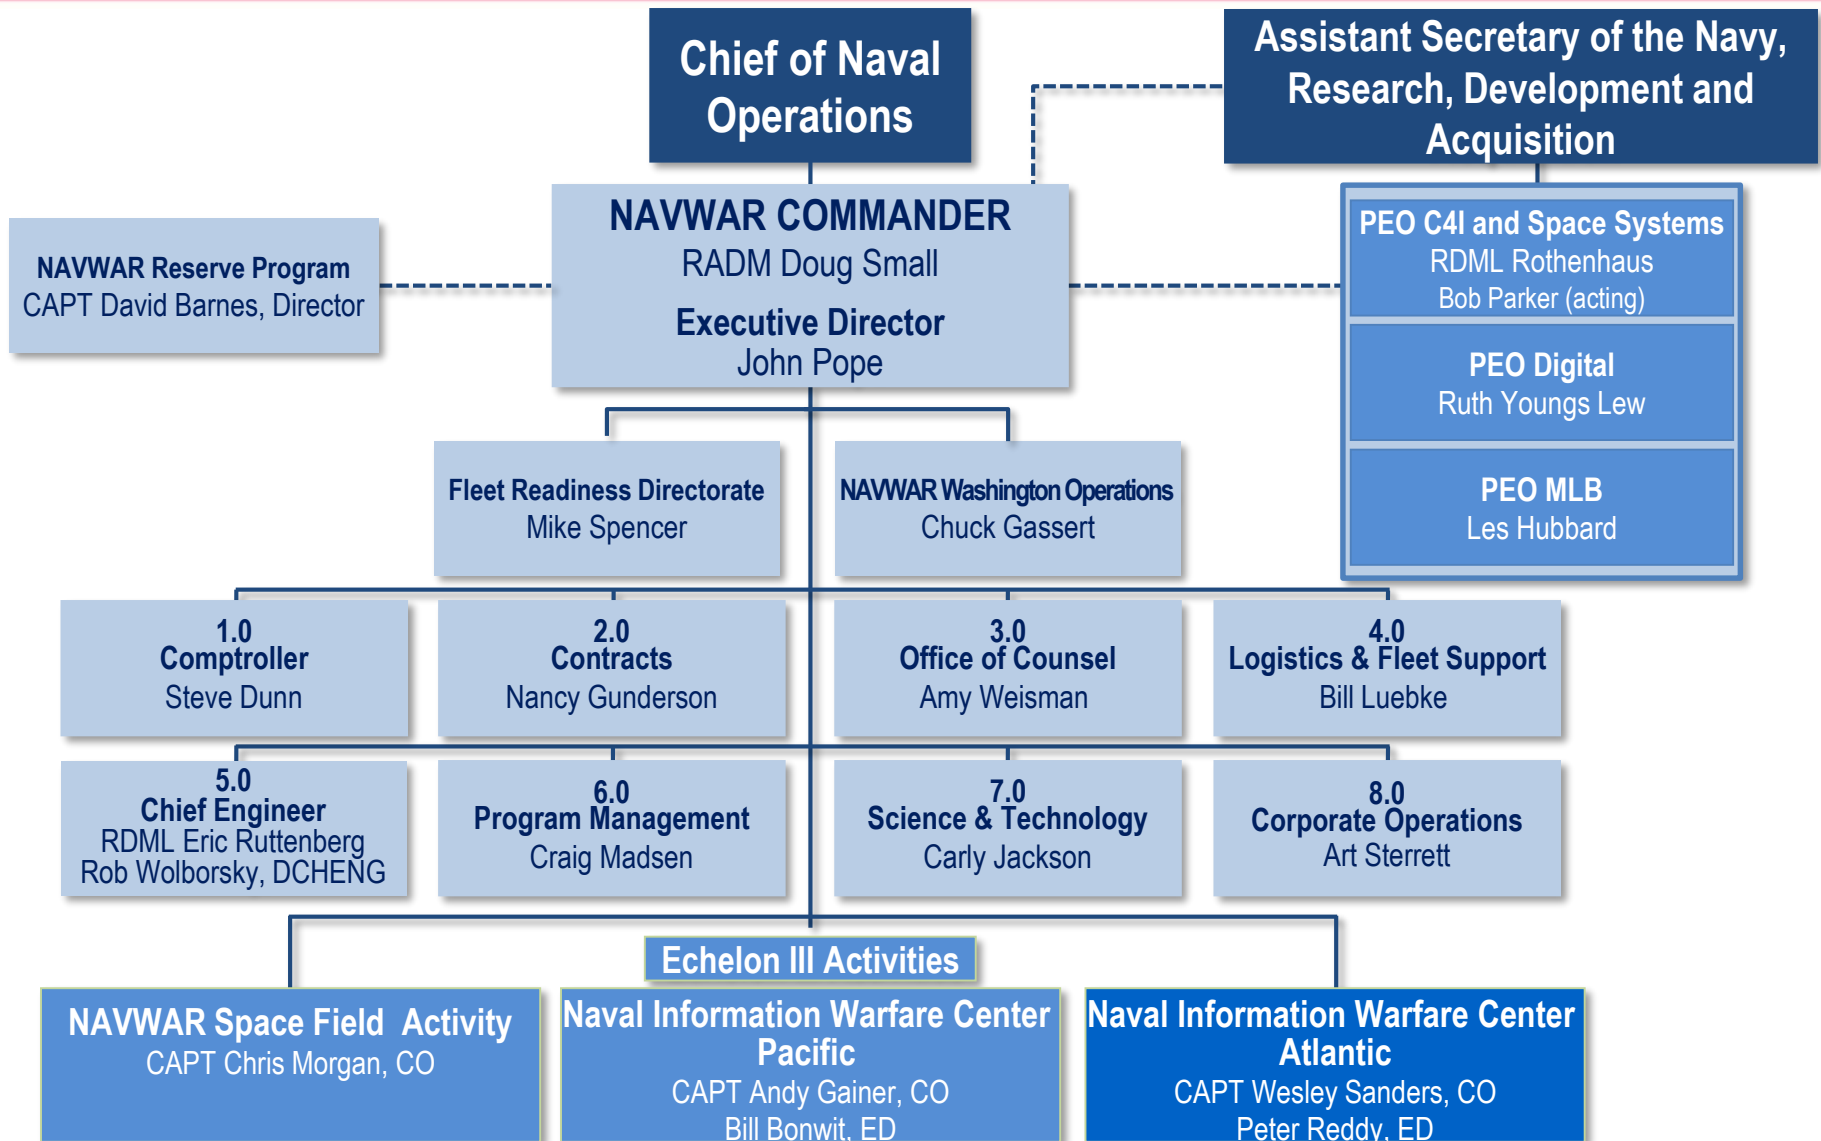 Chief of Naval
Operations
Assistant Secretary of the Navy,
Research, Development and
Acquisition
NAVWAR COMMANDER
RADM Doug Small
Executive Director
John Pope
NAVWAR Reserve Program
CAPT David Barnes, Director
PEO C4I and Space Systems
RDML Rothenhaus
Bob Parker (acting)
PEO Digital
Ruth Youngs Lew
PEO MLB
Les Hubbard
Fleet Readiness Directorate
Mike Spencer
NAVWAR Washington Operations
Chuck Gassert
1.0
Comptroller
Steve Dunn
2.0
Contracts
Nancy Gunderson
3.0
Office of Counsel
Amy Weisman
4.0
Logistics & Fleet Support
Bill Luebke
5.0
Chief Engineer
RDML Eric Ruttenberg
Rob Wolborsky, DCHENG
6.0
Program Management
Craig Madsen
7.0
Science & Technology
Carly Jackson
8.0
Corporate Operations
Art Sterrett
Echelon III Activities
NAVWAR Space Field Activity
CAPT Chris Morgan, CO
Naval Information Warfare Center
Pacific
CAPT Andy Gainer, CO
Bill Bonwit, ED
Naval Information Warfare Center
Atlantic
CAPT Wesley Sanders, CO
Peter Reddy, ED